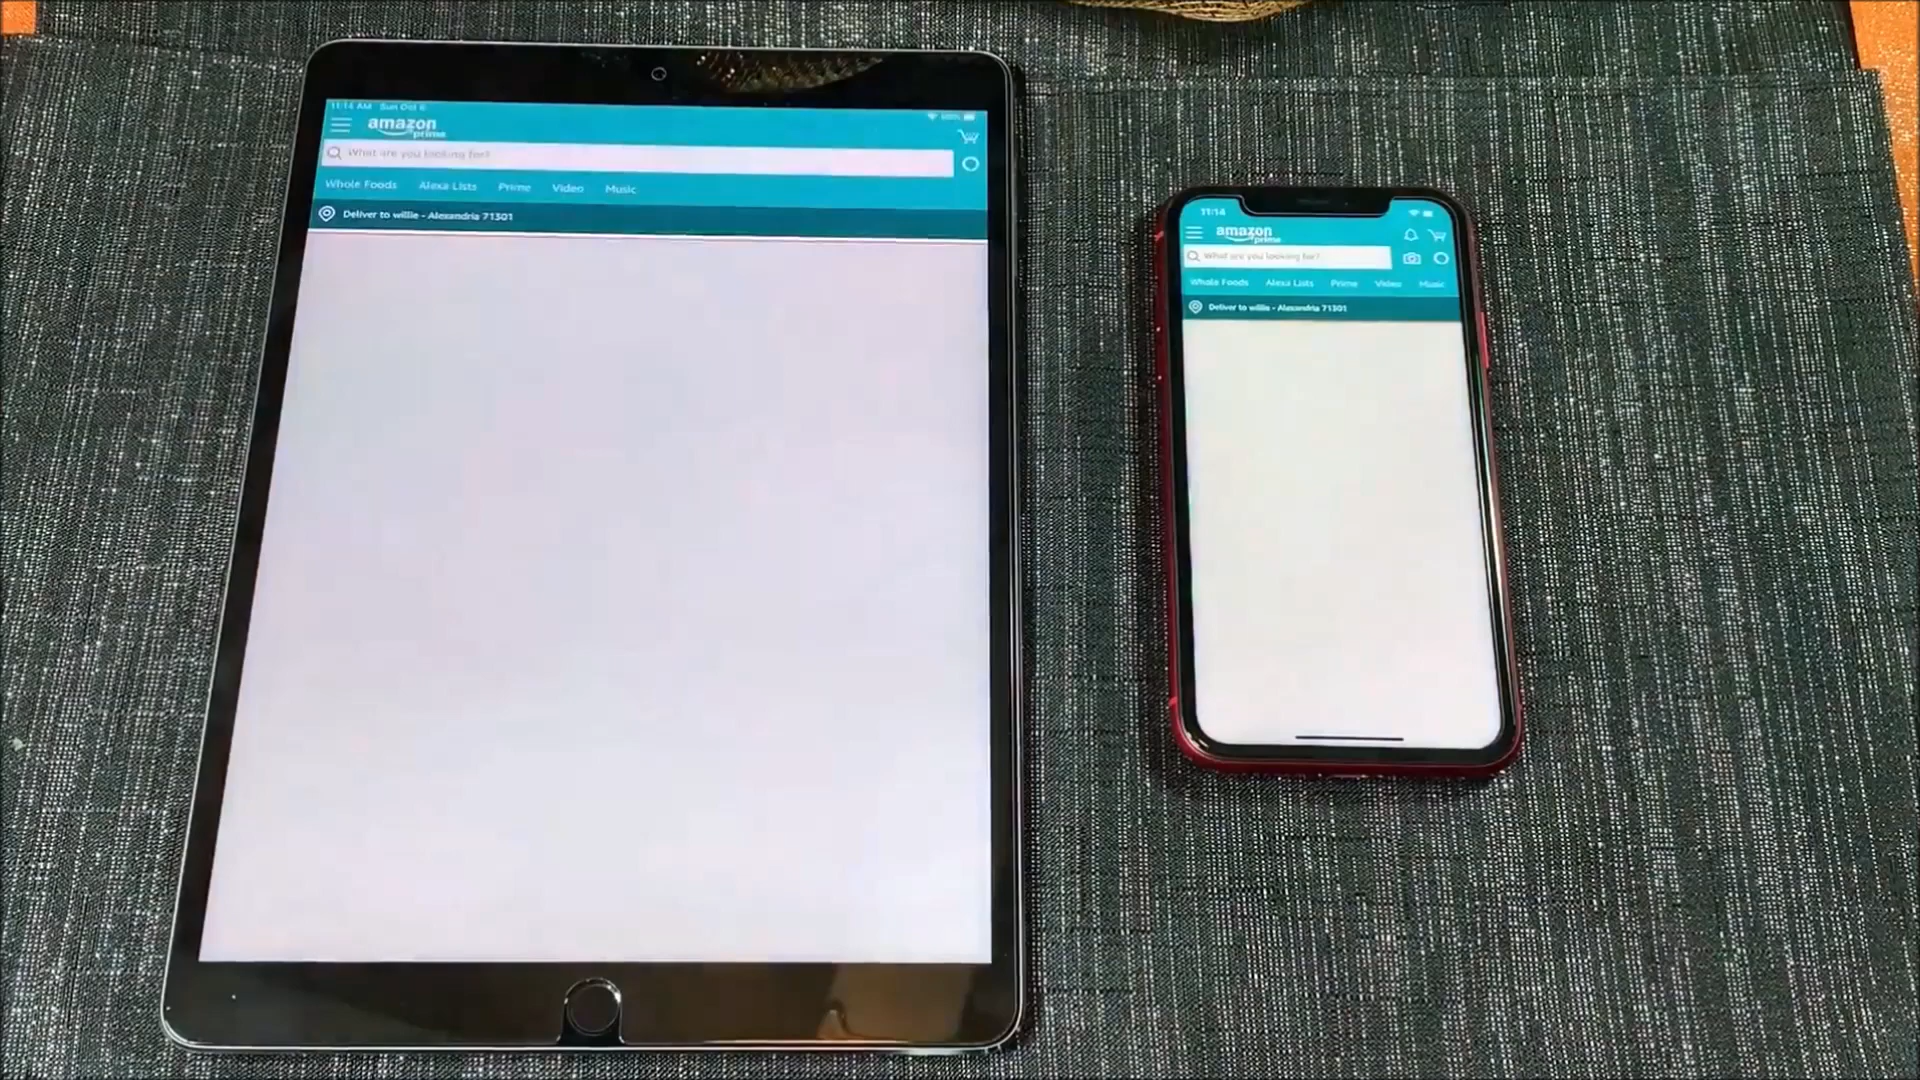 11:14 AM Sun Oct 6
amazon
prime
What are you looking for?
Whole Foods Alexa Lists Prime Video Music
Deliver to willie - Alexandria 71301
11:14
amazon
prime
What are you looking for?
Whole Foods Alexa Lists Prime Video Music
Deliver to willie - Alexandria 71301